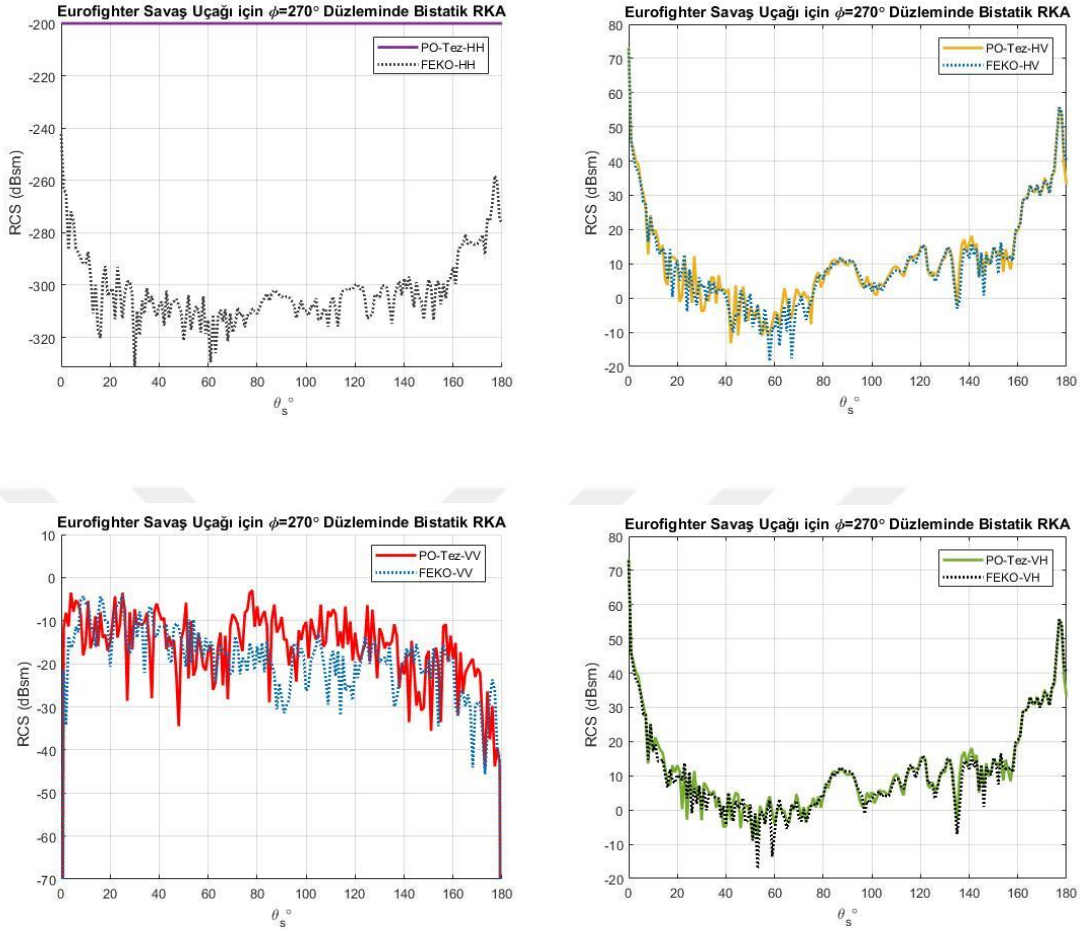 Eurofighter Savaş Uçağı için ϕ=270° Düzleminde Bistatik RKA
-200
-220
-240
-260
-280
-300
-320
RCS (dBsm)
PO-Tez-HH
FEKO-HH
0 20 40 60 80 100 120 140 160 180
θs°
Eurofighter Savaş Uçağı için ϕ=270° Düzleminde Bistatik RKA
80
70
60
50
40
30
20
10
0
-10
-20
RCS (dBsm)
PO-Tez-HV
FEKO-HV
0 20 40 60 80 100 120 140 160 180
θs°
Eurofighter Savaş Uçağı için ϕ=270° Düzleminde Bistatik RKA
10
0
-10
-20
-30
-40
-50
-60
-70
RCS (dBsm)
PO-Tez-VV
FEKO-VV
0 20 40 60 80 100 120 140 160 180
θs°
Eurofighter Savaş Uçağı için ϕ=270° Düzleminde Bistatik RKA
80
70
60
50
40
30
20
10
0
-10
-20
RCS (dBsm)
PO-Tez-VH
FEKO-VH
0 20 40 60 80 100 120 140 160 180
θs°